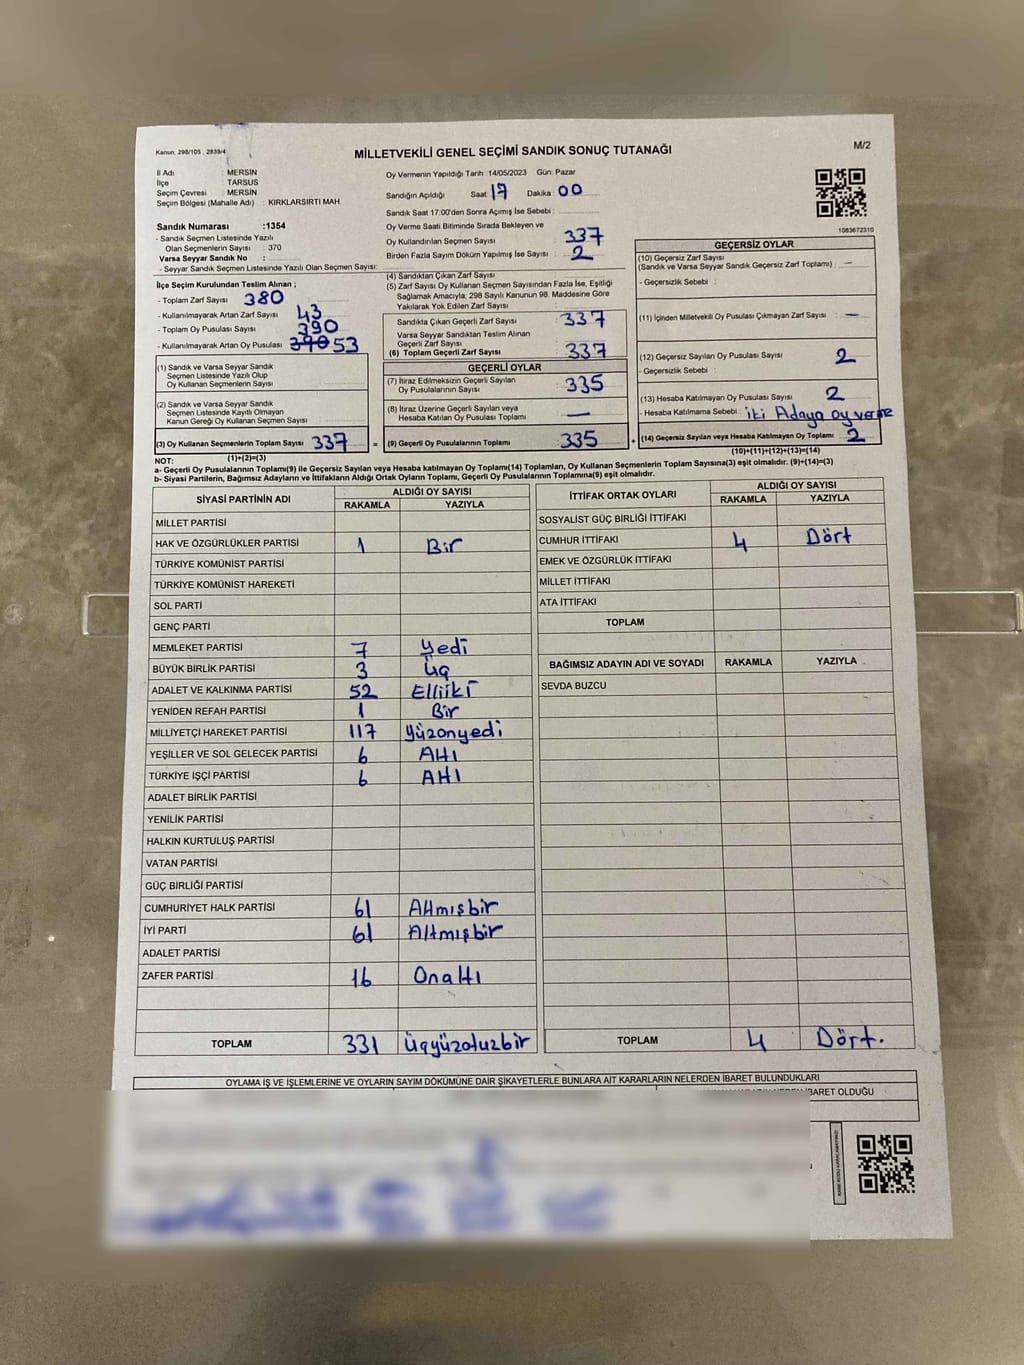 Kanun: 298/105 , 2839/4
MİLLETVEKİLİ GENEL SEÇİMİ SANDIK SONUÇ TUTANAĞI
M/2
İl Adı MERSİN
İlçe TARSUS
Seçim Çevresi MERSİN
Seçim Bölgesi (Mahalle Adı) : KIRKLARSIRTI MAH.
Sandık Numarası :1354
- Sandık Seçmen Listesinde Yazılı
Olan Seçmenlerin Sayısı : 370
Varsa Seyyar Sandık No :
- Seyyar Sandık Seçmen Listesinde Yazılı Olan Seçmen Sayısı:
İlçe Seçim Kurulundan Teslim Alınan ;
- Toplam Zarf Sayısı 380
- Kullanılmayarak Artan Zarf Sayısı : 43
- Toplam Oy Pusulası Sayısı : 390
- Kullanılmayarak Artan Oy Pusulası : 53
(1) Sandık ve Varsa Seyyar Sandık
Seçmen Listesinde Yazılı Olup
Oy Kullanan Seçmenlerin Sayısı
(2) Sandık ve Varsa Seyyar Sandık
Seçmen Listesinde Kayıtlı Olmayan
Kanun Gereği Oy Kullanan Seçmen Sayısı
(3) Oy Kullanan Seçmenlerin Toplam Sayısı 337
(1)+(2)=(3)
Oy Vermenin Yapıldığı Tarih :14/05/2023 Gün: Pazar
Sandığın Açıldığı Saat: 17 Dakika : 00
Sandık Saat 17.00'den Sonra Açımış İse Sebebi :
Oy Verme Saati Bitiminde Sırada Bekleyen ve
Oy Kullandırılan Seçmen Sayısı : 337
Birden Fazla Sayım Döküm Yapılmış İse Sayısı : 2
(4) Sandıktan Çıkan Zarf Sayısı
(5) Zarf Sayısı Oy Kullanan Seçmen Sayısından Fazla İse, Eşitliği
Sağlamak Amacıyla; 298 Sayılı Kanunun 98. Maddesine Göre
Yakılarak Yok Edilen Zarf Sayısı :
Sandıkta Çıkan Geçerli Zarf Sayısı : 337
Varsa Seyyar Sandıktan Teslim Alınan
Geçerli Zarf Sayısı :
(6) Toplam Geçerli Zarf Sayısı : 337
GEÇERLİ OYLAR
(7) İtiraz Edilmeksizin Geçerli Sayılan
Oy Pusulalarının Sayısı : 335
(8) İtiraz Üzerine Geçerli Sayılan veya
Hesaba Katılan Oy Pusulası Toplamı : —
= (9) Geçerli Oy Pusulalarının Toplamı : 335
1083672310
GEÇERSİZ OYLAR
(10) Geçersiz Zarf Sayısı
(Sandık ve Varsa Seyyar Sandık Geçersiz Zarf Toplamı) : —
- Geçersizlik Sebebi :
(11) İçinden Milletvekili Oy Pusulası Çıkmayan Zarf Sayısı : —
(12) Geçersiz Sayılan Oy Pusulası Sayısı : 2
- Geçersizlik Sebebi :
(13) Hesaba Katılmayan Oy Pusulası Sayısı : 2
- Hesaba Katılmama Sebebi : iki Adaya oy verme
+ (14) Geçersiz Sayılan veya Hesaba Katılmayan Oy Toplamı : 2
(10)+(11)+(12)+(13)=(14)
NOT:
a- Geçerli Oy Pusulalarının Toplamı(9) ile Geçersiz Sayılan veya Hesaba katılmayan Oy Toplamı(14) Toplamları, Oy Kullanan Seçmenlerin Toplam Sayısına(3) eşit olmalıdır. (9)+(14)=(3)
b- Siyasi Partilerin, Bağımsız Adayların ve İttifakların Aldığı Ortak Oyların Toplamı, Geçerli Oy Pusulalarının Toplamına(9) eşit olmalıdır.
SİYASİ PARTİNİN ADI ALDIĞI OY SAYISI
RAKAMLA YAZIYLA
MİLLET PARTİSİ
HAK VE ÖZGÜRLÜKLER PARTİSİ 1 Bir
TÜRKİYE KOMÜNİST PARTİSİ
TÜRKİYE KOMÜNİST HAREKETİ
SOL PARTİ
GENÇ PARTİ
MEMLEKET PARTİSİ 7 Yedi
BÜYÜK BİRLİK PARTİSİ 3 Üç
ADALET VE KALKINMA PARTİSİ 52 Elliiki
YENİDEN REFAH PARTİSİ 1 Bir
MİLLİYETÇİ HAREKET PARTİSİ 117 Yüzonyedi
YEŞİLLER VE SOL GELECEK PARTİSİ 6 Altı
TÜRKİYE İŞÇİ PARTİSİ 6 Altı
ADALET BİRLİK PARTİSİ
YENİLİK PARTİSİ
HALKIN KURTULUŞ PARTİSİ
VATAN PARTİSİ
GÜÇ BİRLİĞİ PARTİSİ
CUMHURİYET HALK PARTİSİ 61 Altmışbir
İYİ PARTİ 61 Altmışbir
ADALET PARTİSİ
ZAFER PARTİSİ 16 Onaltı
TOPLAM 331 Üçyüzotuzbir
İTTİFAK ORTAK OYLARI ALDIĞI OY SAYISI
RAKAMLA YAZIYLA
SOSYALİST GÜÇ BİRLİĞİ İTTİFAKI
CUMHUR İTTİFAKI 4 Dört
EMEK VE ÖZGÜRLÜK İTTİFAKI
MİLLET İTTİFAKI
ATA İTTİFAKI
TOPLAM
BAĞIMSIZ ADAYIN ADI VE SOYADI RAKAMLA YAZIYLA
SEVDA BUZCU
TOPLAM 4 Dört.
OYLAMA İŞ VE İŞLEMLERİNE VE OYLARIN SAYIM DÖKÜMÜNE DAİR ŞİKAYETLERLE BUNLARA AİT KARARLARIN NELERDEN İBARET BULUNDUKLARI
İBARET OLDUĞU